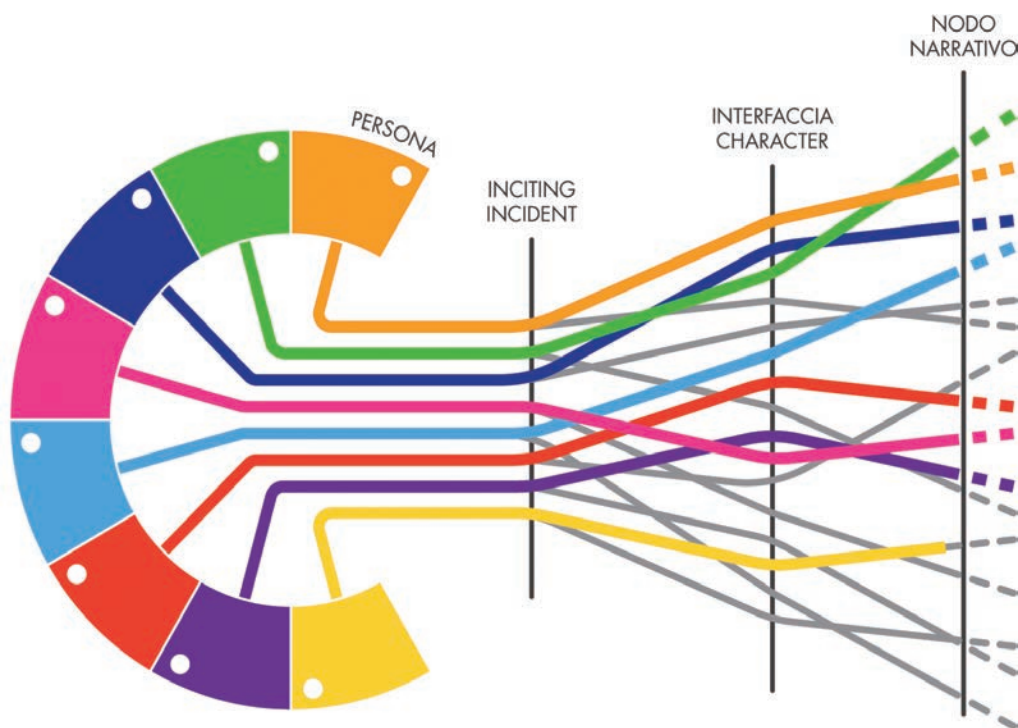 PERSONA
INCITING
INCIDENT
INTERFACCIA
CHARACTER
NODO
NARRATIVO